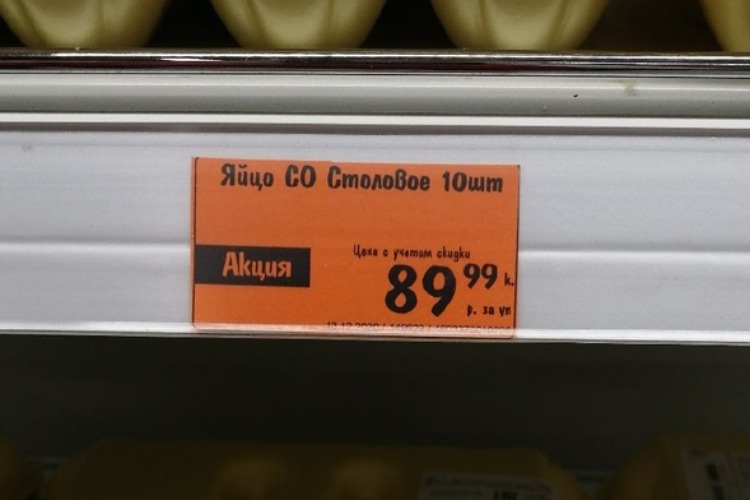 Яйцо СО Столовое 10шт
Акция
Цена с учетом скидки
89 99 к.
р. за уп